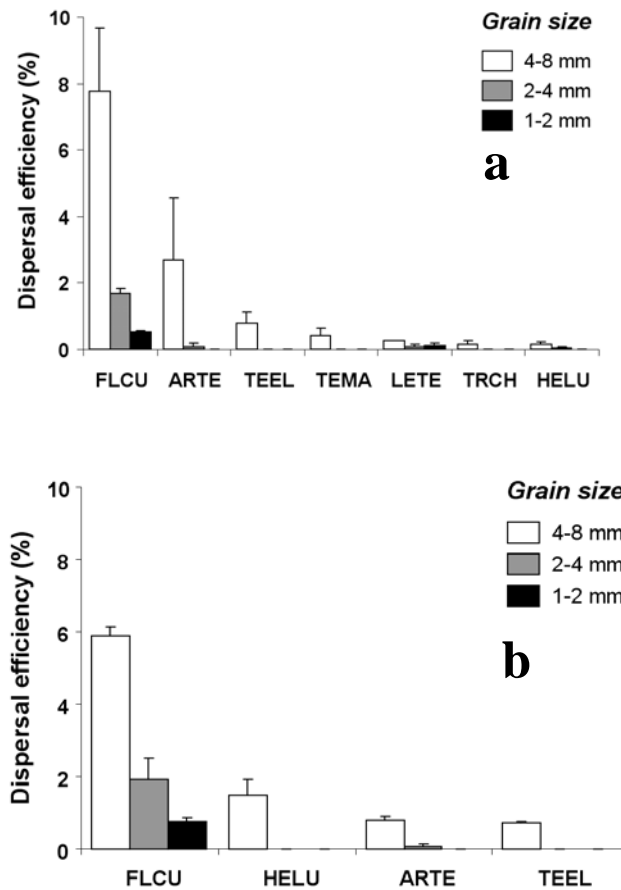 Dispersal efficiency (%)
10
8
6
4
2
0
Grain size
4-8 mm
2-4 mm
1-2 mm
a
FLCU ARTE TEEL TEMA LETE TRCH HELU
Dispersal efficiency (%)
10
8
6
4
2
0
Grain size
4-8 mm
2-4 mm
1-2 mm
b
FLCU HELU ARTE TEEL